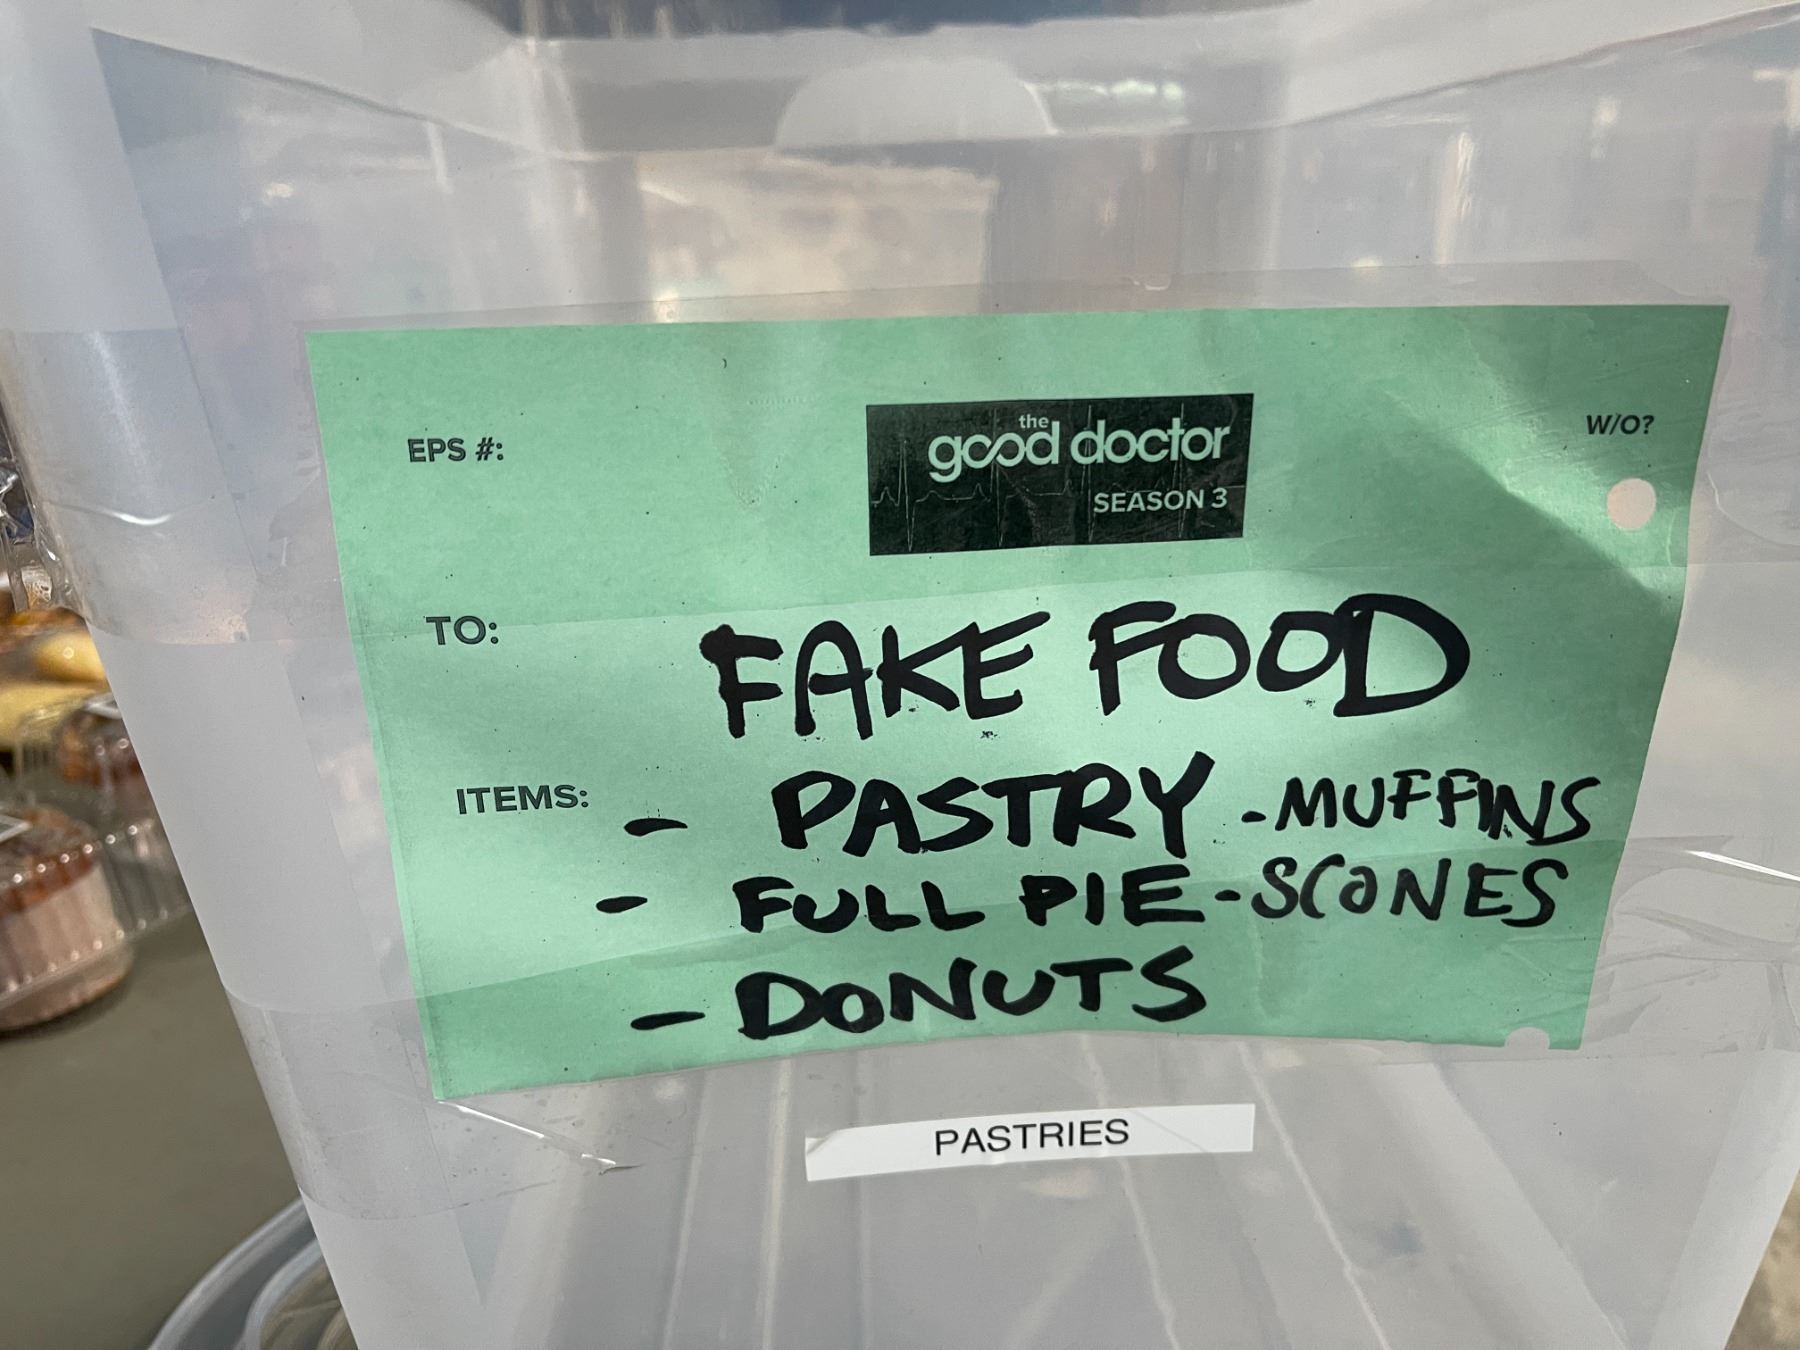 EPS #:
the
good doctor
SEASON 3
W/O?
TO: FAKE FOOD
ITEMS: - PASTRY - MUFFINS
- FULL PIE - SCONES
- DONUTS
PASTRIES